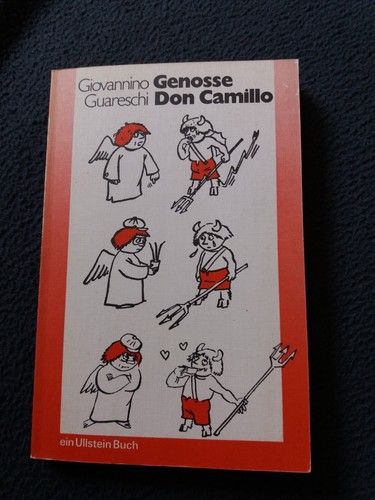 Giovannino Genosse
Guareschi Don Camillo
ein Ullstein Buch